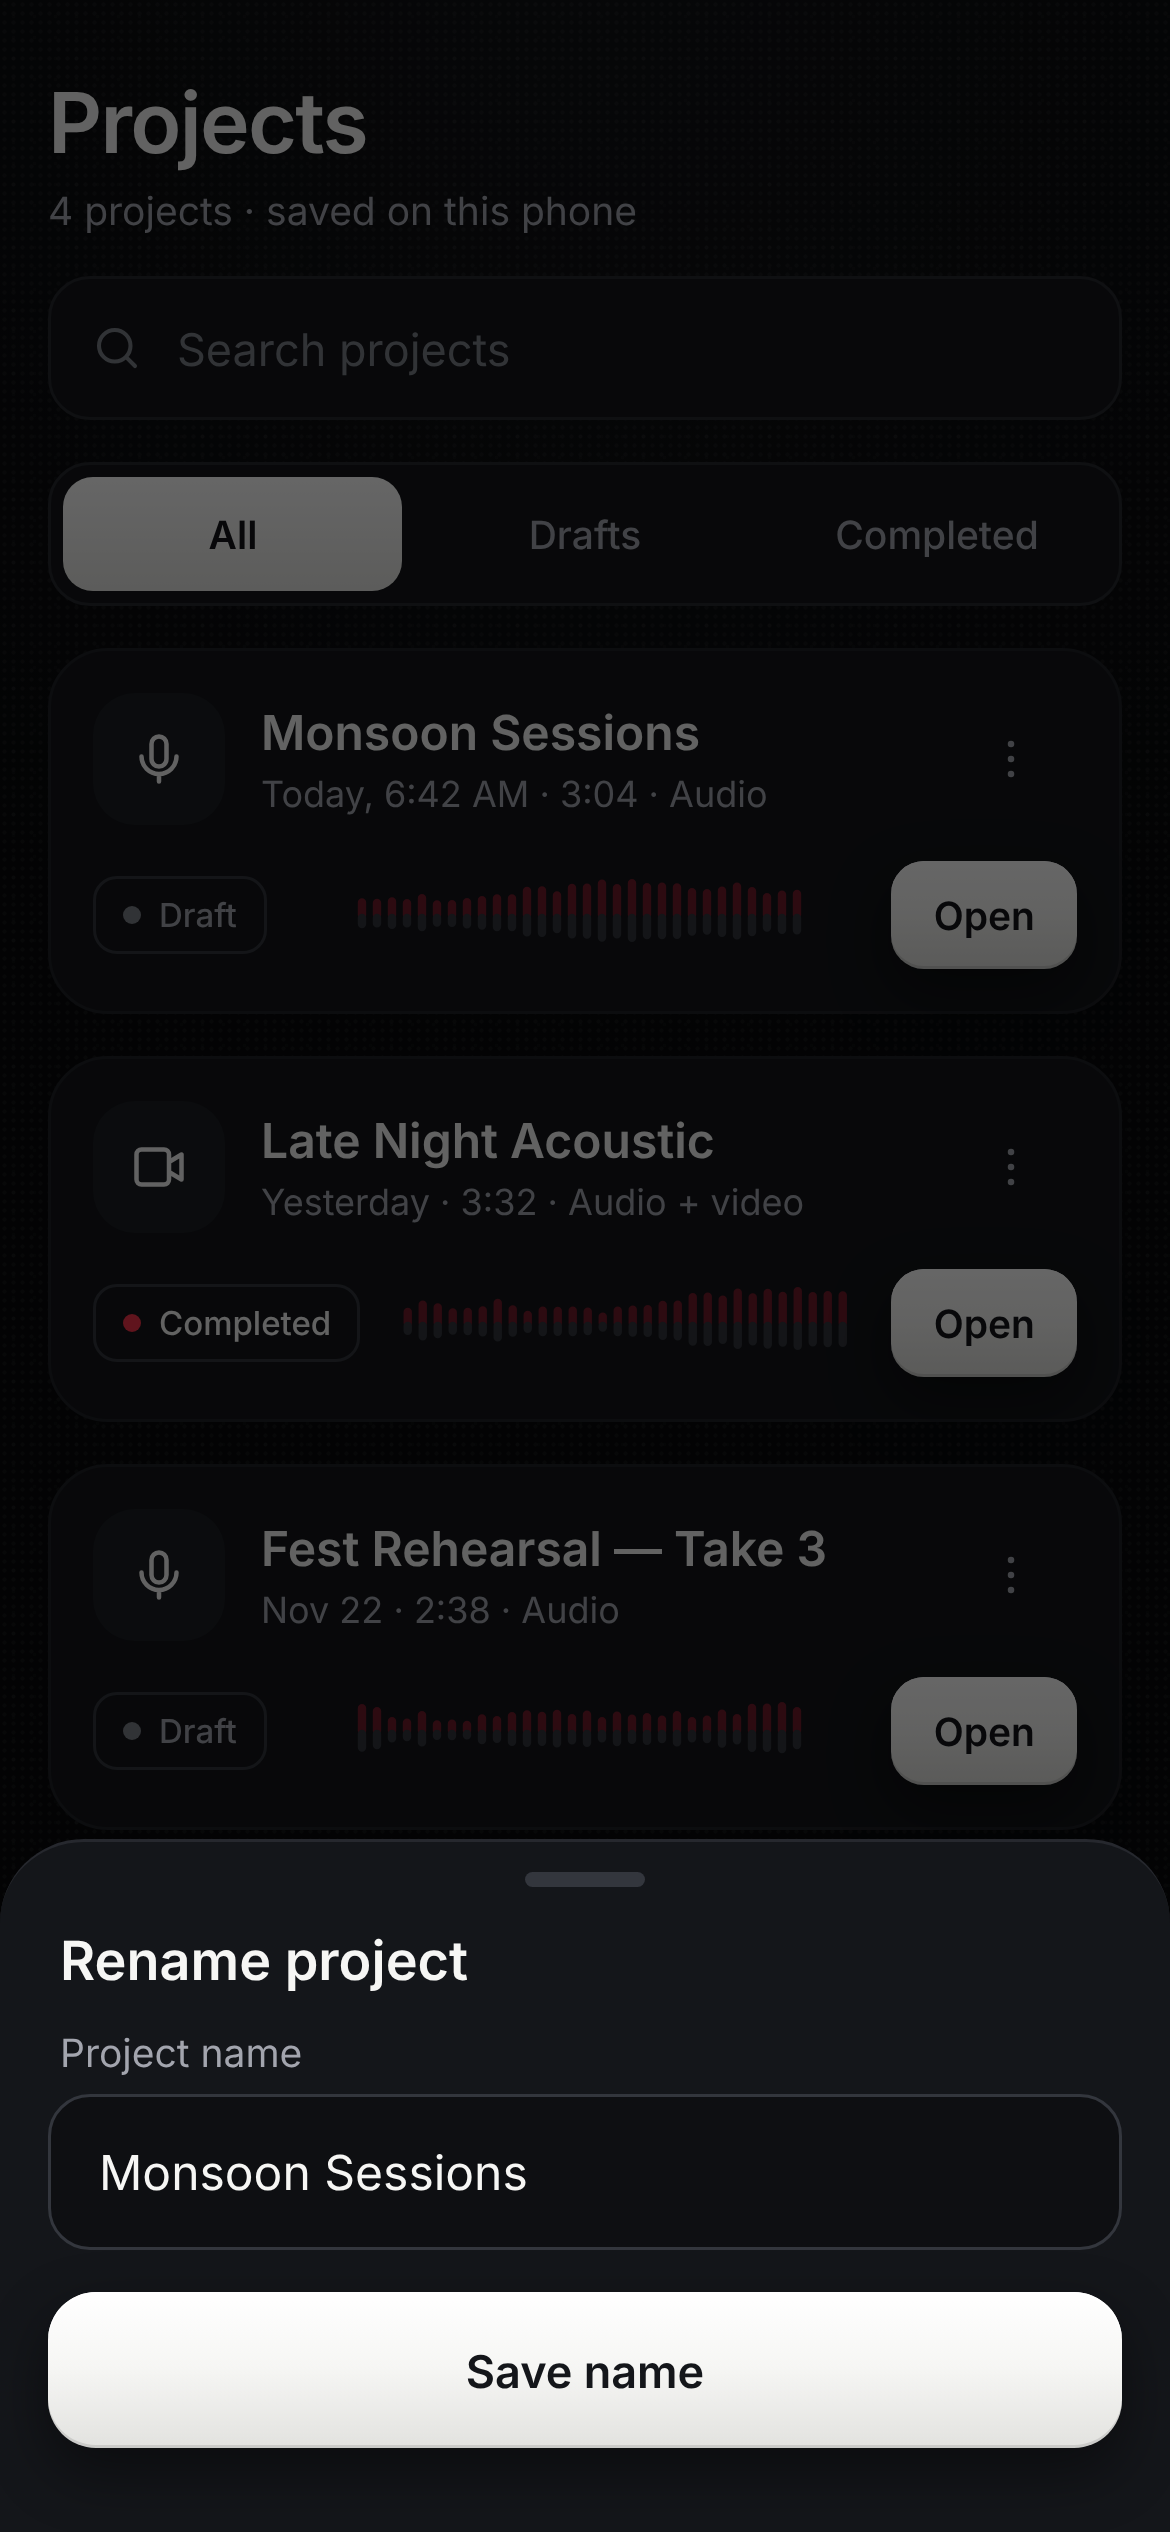 Projects
4 projects · saved on this phone
Search projects
All Drafts Completed
Monsoon Sessions
Today, 6:42 AM · 3:04 · Audio
Draft Open
Late Night Acoustic
Yesterday · 3:32 · Audio + video
Completed Open
Fest Rehearsal — Take 3
Nov 22 · 2:38 · Audio
Draft Open
Rename project
Project name
Monsoon Sessions
Save name